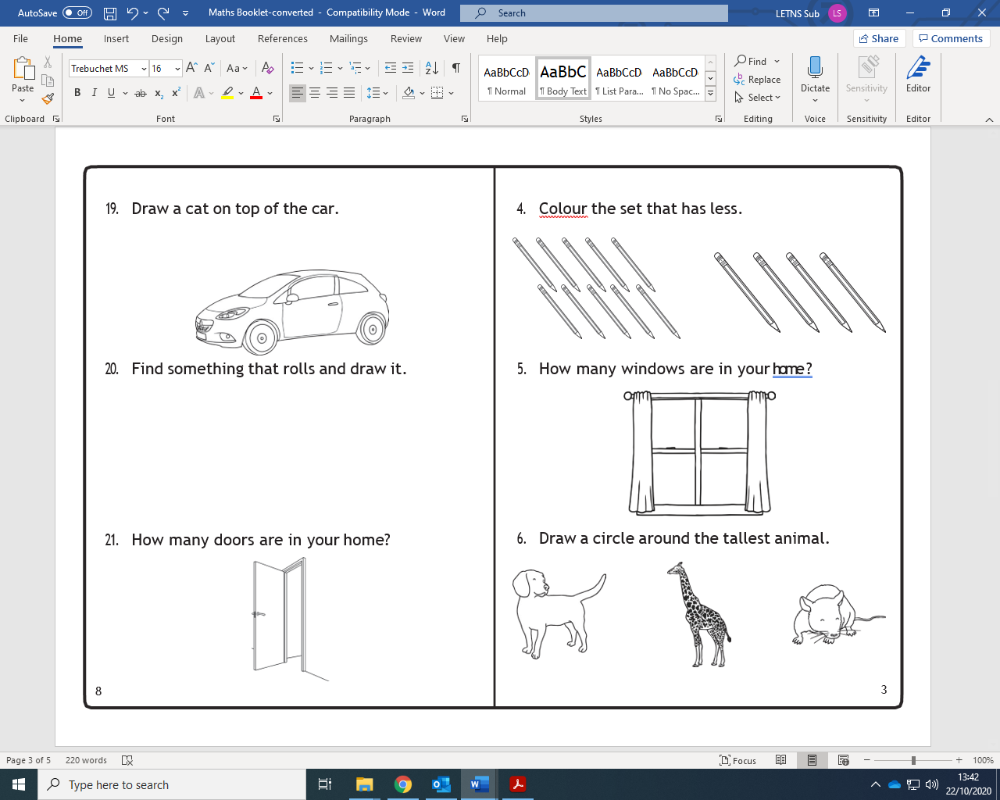 AutoSave Off Maths Booklet-converted - Compatibility Mode - Word Search LETNS Sub LS
File Home Insert Design Layout References Mailings Review View Help Share Comments
Paste Trebuchet MS 16 Aa AaBbCcD AaBbC AaBbCcD AaBbCcD Find Replace Select Dictate Sensitivity Editor
B I U ab x2 x2 A A ¶ Normal ¶ Body Text ¶ List Para... ¶ No Spac...
Clipboard Font Paragraph Styles Editing Voice Sensitivity Editor
19. Draw a cat on top of the car.
20. Find something that rolls and draw it.
21. How many doors are in your home?
8
4. Colour the set that has less.
5. How many windows are in your home?
6. Draw a circle around the tallest animal.
3
Page 3 of 5 220 words Focus 100%
Type here to search 13:42
22/10/2020